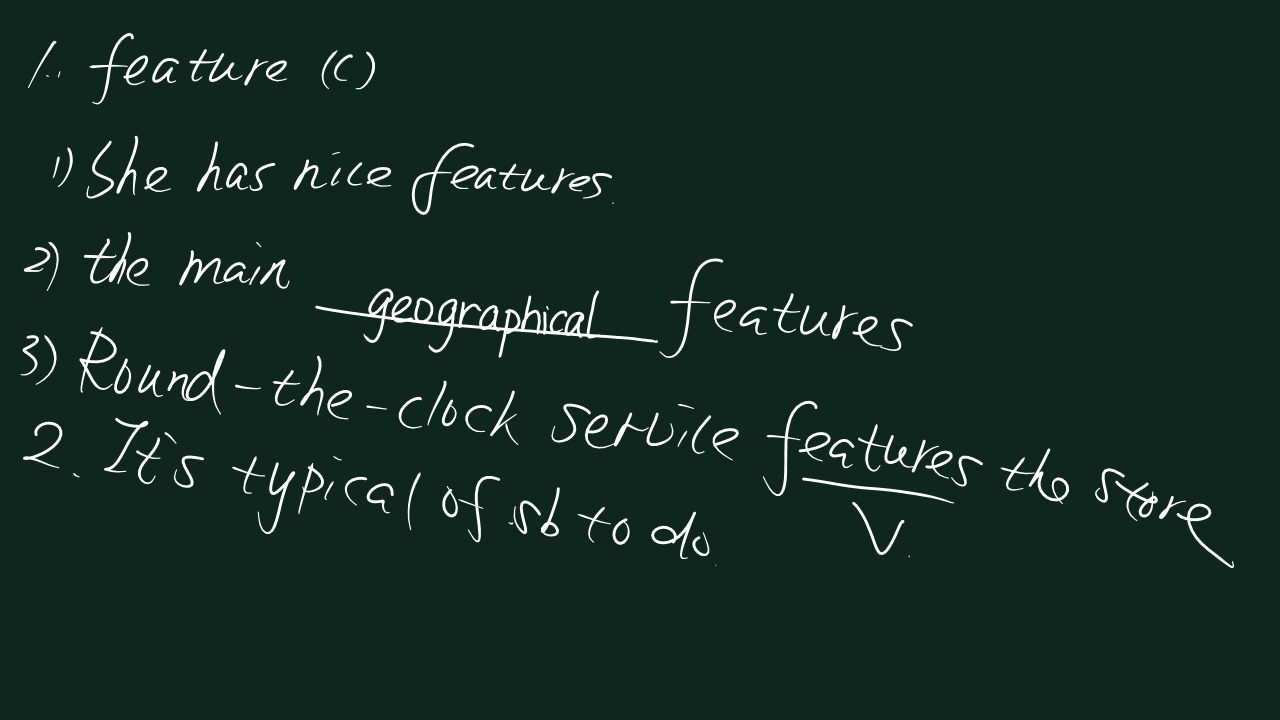 1. feature (C)
1) She has nice features.
2) the main geographical features
3) Round-the-clock service features the store
V.
2. It's typical of sb to do.